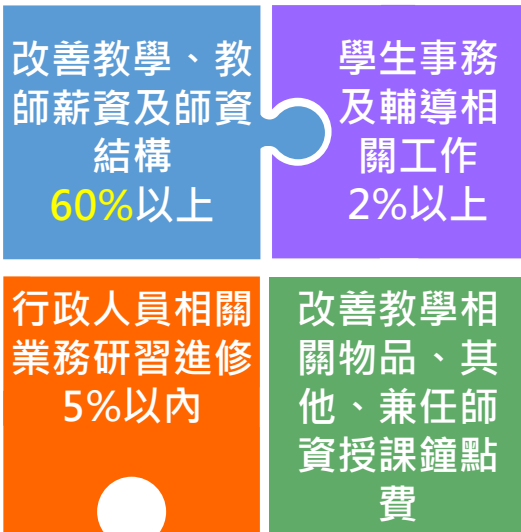 改善教學、教
師薪資及師資
結構
60%以上
學生事務
及輔導相
關工作
2%以上
行政人員相關
業務研習進修
5%以內
改善教學相
關物品、其
他、兼任師
資授課鐘點
費